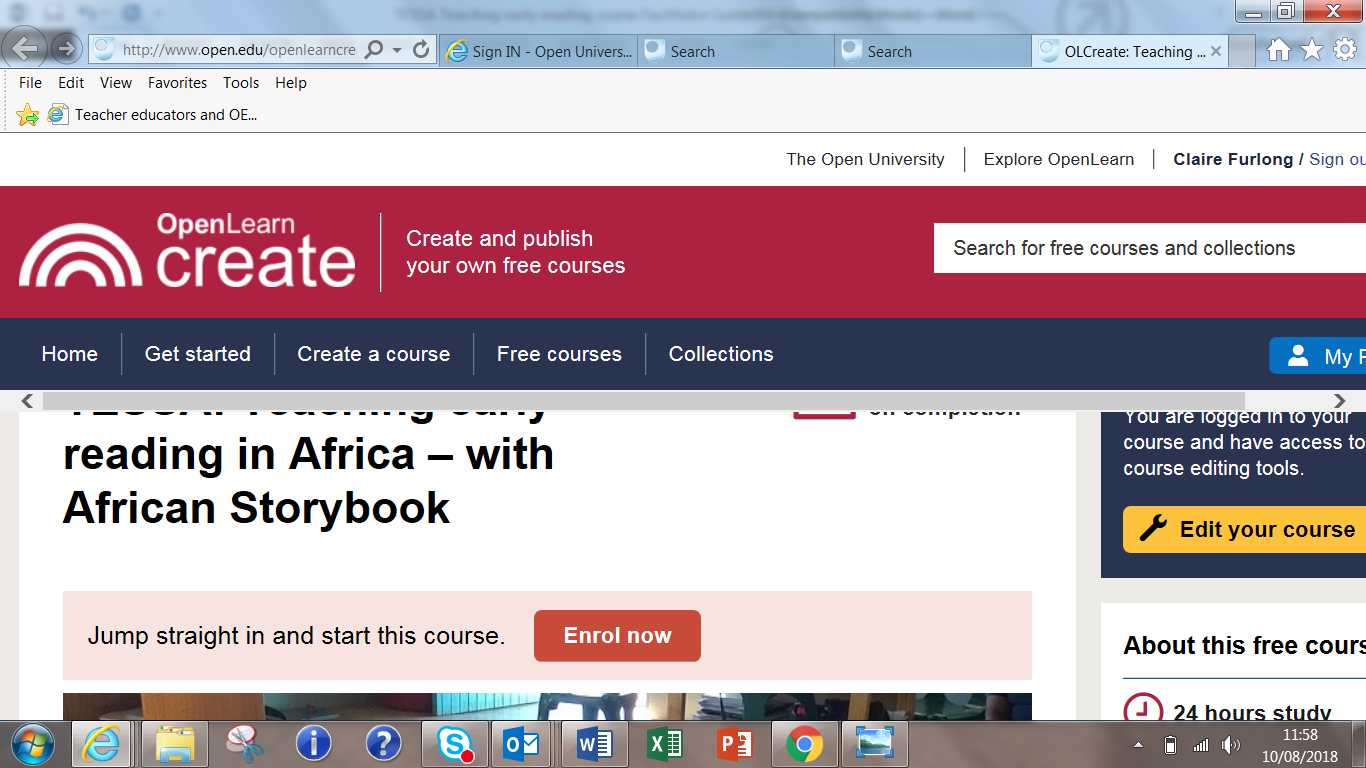 http://www.open.edu/openlearncre
Sign IN - Open Univers...
Search
Search
OLCreate: Teaching ...
File Edit View Favorites Tools Help
Teacher educators and OE...
The Open University
Explore OpenLearn
Claire Furlong / Sign ou
OpenLearn
create
Create and publish
your own free courses
Search for free courses and collections
Home
Get started
Create a course
Free courses
Collections
My P
reading in Africa – with
African Storybook
on completion
You are logged in to your
course and have access to
course editing tools.
Edit your course
Jump straight in and start this course.
Enrol now
About this free cours
24 hours study
11:58
10/08/2018